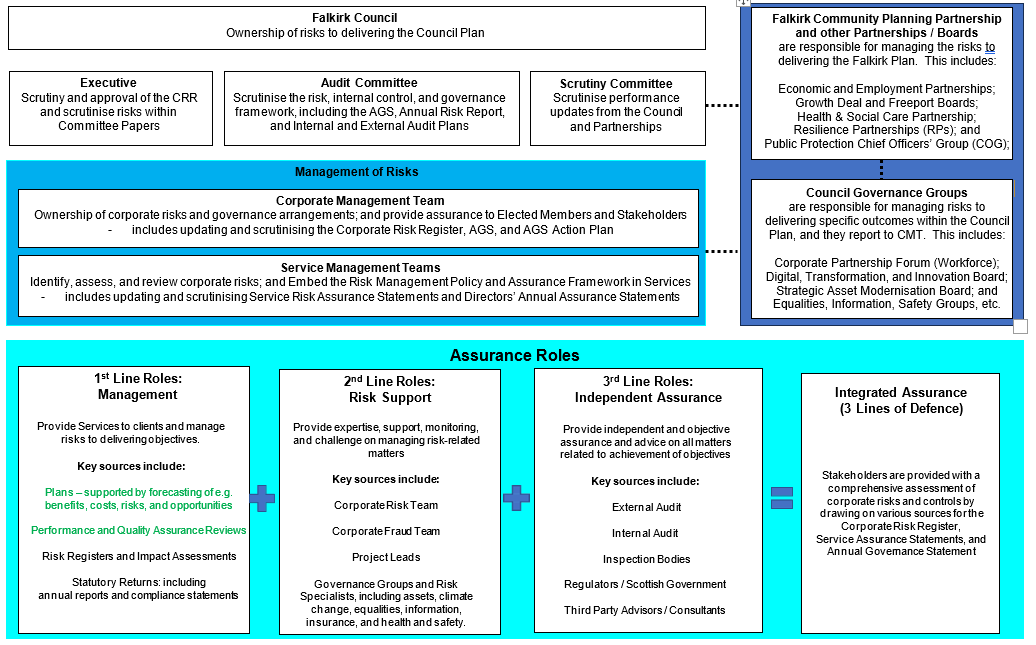 Falkirk Council
Ownership of risks to delivering the Council Plan
Executive
Scrutiny and approval of the CRR
and scrutinise risks within
Committee Papers
Audit Committee
Scrutinise the risk, internal control, and governance
framework, including the AGS, Annual Risk Report,
and Internal and External Audit Plans
Scrutiny Committee
Scrutinise performance
updates from the Council
and Partnerships
Falkirk Community Planning Partnership
and other Partnerships / Boards
are responsible for managing the risks to
delivering the Falkirk Plan. This includes:
Economic and Employment Partnerships;
Growth Deal and Freeport Boards;
Health & Social Care Partnership;
Resilience Partnerships (RPs); and
Public Protection Chief Officers' Group (COG);
Management of Risks
Corporate Management Team
Ownership of corporate risks and governance arrangements; and provide assurance to Elected Members and Stakeholders
- includes updating and scrutinising the Corporate Risk Register, AGS, and AGS Action Plan
Service Management Teams
Identify, assess, and review corporate risks; and Embed the Risk Management Policy and Assurance Framework in Services
- includes updating and scrutinising Service Risk Assurance Statements and Directors' Annual Assurance Statements
Council Governance Groups
are responsible for managing risks to
delivering specific outcomes within the Council
Plan, and they report to CMT. This includes:
Corporate Partnership Forum (Workforce);
Digital, Transformation, and Innovation Board;
Strategic Asset Modernisation Board; and
Equalities, Information, Safety Groups, etc.
Assurance Roles
1st Line Roles:
Management
Provide Services to clients and manage
risks to delivering objectives.
Key sources include:
Plans – supported by forecasting of e.g.
benefits, costs, risks, and opportunities
Performance and Quality Assurance Reviews
Risk Registers and Impact Assessments
Statutory Returns: including
annual reports and compliance statements
2nd Line Roles:
Risk Support
Provide expertise, support, monitoring,
and challenge on managing risk-related
matters
Key sources include:
Corporate Risk Team
Corporate Fraud Team
Project Leads
Governance Groups and Risk
Specialists, including assets, climate
change, equalities, information,
insurance, and health and safety.
3rd Line Roles:
Independent Assurance
Provide independent and objective
assurance and advice on all matters
related to achievement of objectives
Key sources include:
External Audit
Internal Audit
Inspection Bodies
Regulators / Scottish Government
Third Party Advisors / Consultants
Integrated Assurance
(3 Lines of Defence)
Stakeholders are provided with a
comprehensive assessment of
corporate risks and controls by
drawing on various sources for the
Corporate Risk Register,
Service Assurance Statements, and
Annual Governance Statement